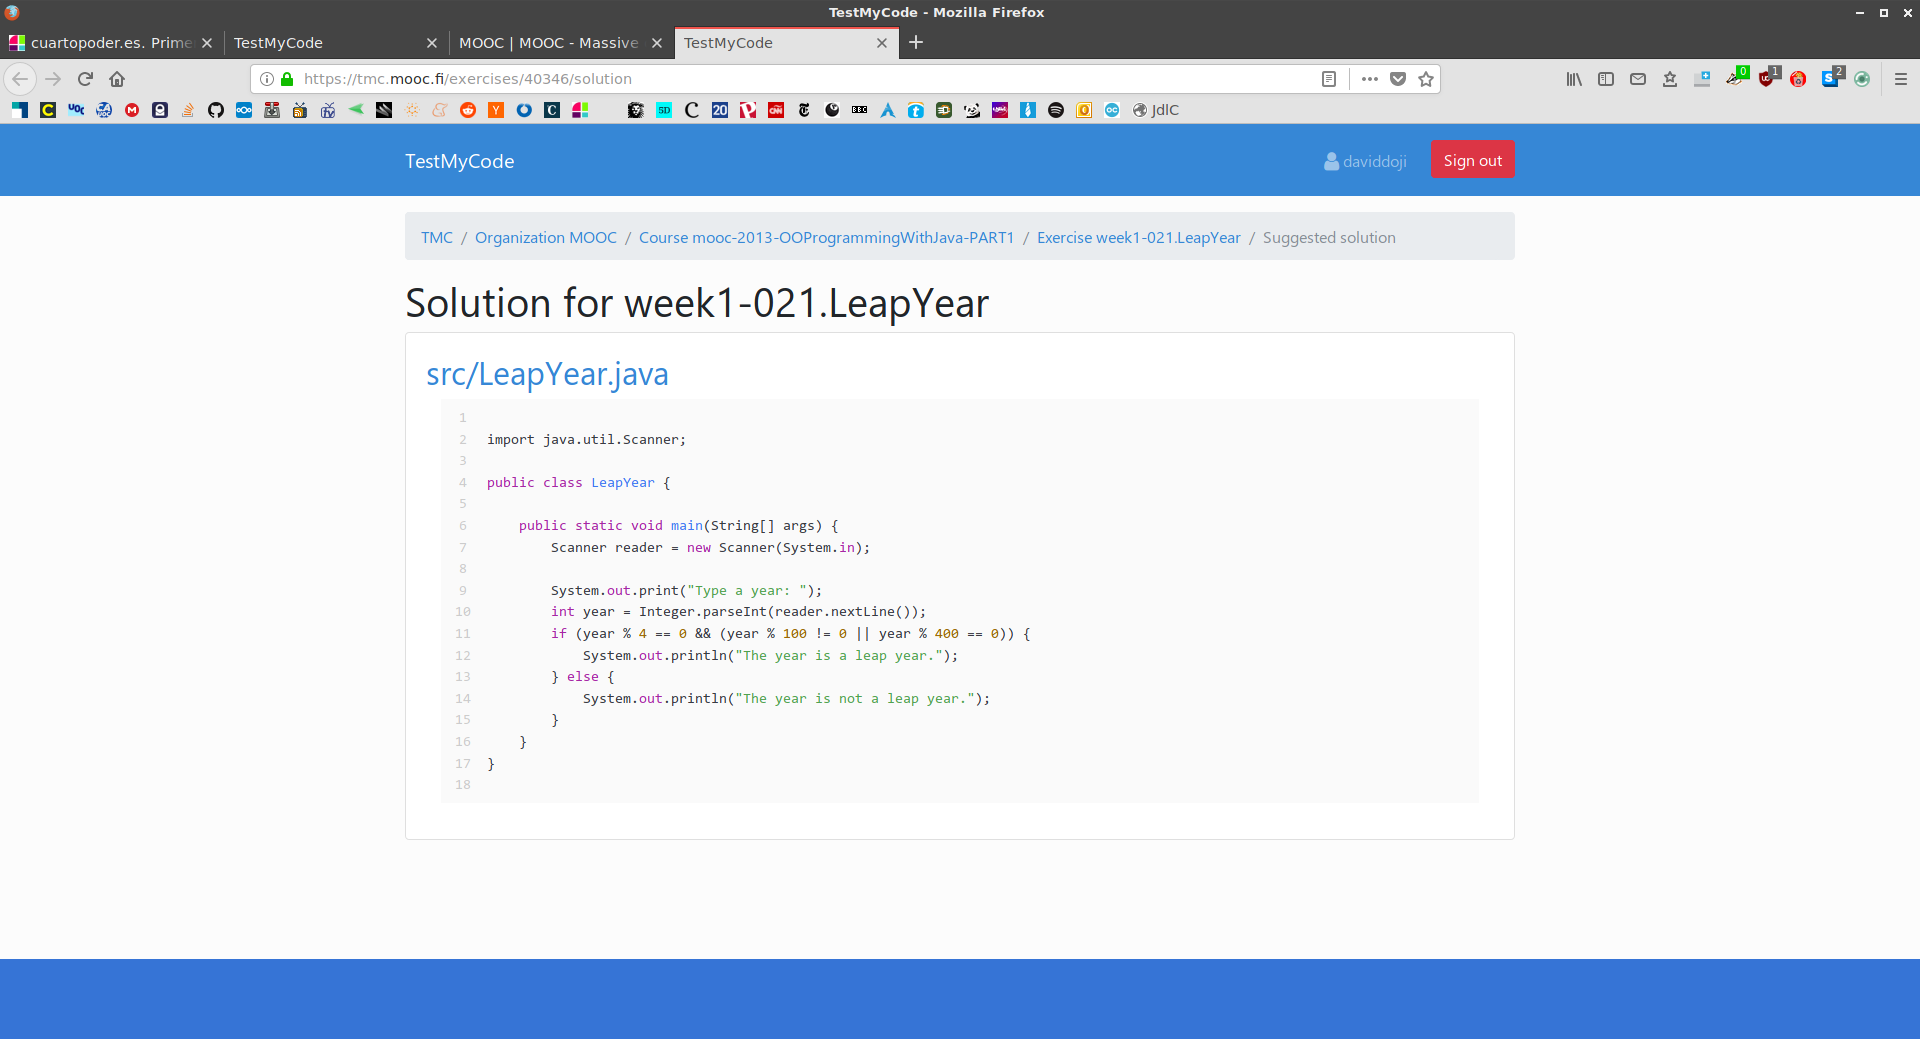 TestMyCode - Mozilla Firefox
cuartopoder.es. Prime
TestMyCode
MOOC | MOOC - Massive
TestMyCode
https://tmc.mooc.fi/exercises/40346/solution
0
1
2
JdlC
TestMyCode
daviddoji
Sign out
TMC / Organization MOOC / Course mooc-2013-OOProgrammingWithJava-PART1 / Exercise week1-021.LeapYear / Suggested solution
Solution for week1-021.LeapYear
src/LeapYear.java
1
2 import java.util.Scanner;
3
4 public class LeapYear {
5
6     public static void main(String[] args) {
7         Scanner reader = new Scanner(System.in);
8
9         System.out.print("Type a year: ");
10         int year = Integer.parseInt(reader.nextLine());
11         if (year % 4 == 0 && (year % 100 != 0 || year % 400 == 0)) {
12             System.out.println("The year is a leap year.");
13         } else {
14             System.out.println("The year is not a leap year.");
15         }
16     }
17 }
18